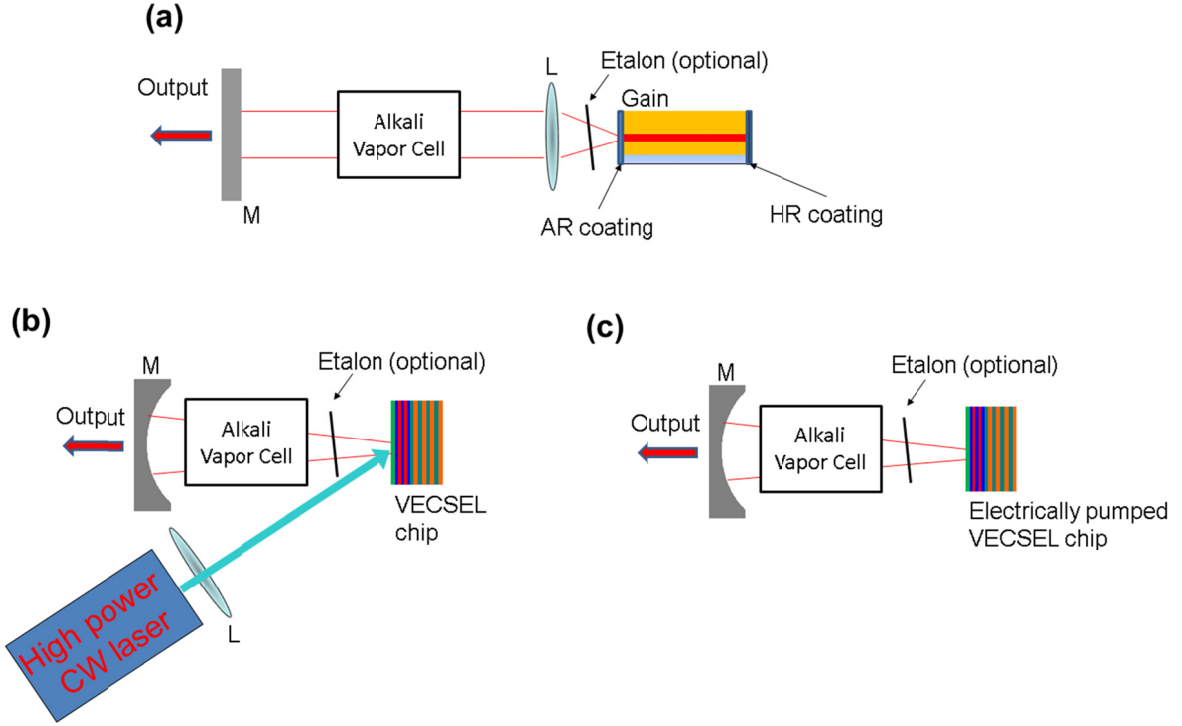 (a)
Output
M
Alkali
Vapor Cell
L
Etalon (optional)
Gain
AR coating
HR coating
(b)
M
Output
Alkali
Vapor Cell
Etalon (optional)
VECSEL
chip
High power
CW laser
L
(c)
M
Output
Alkali
Vapor Cell
Etalon (optional)
Electrically pumped
VECSEL chip